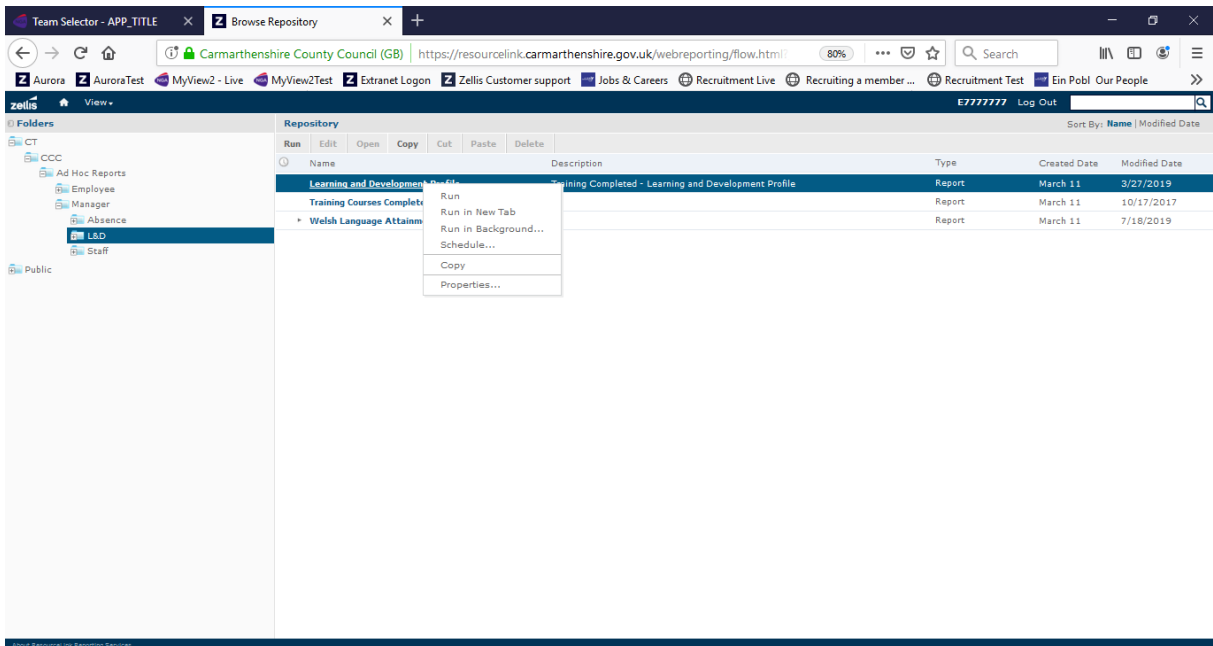 Team Selector - APP_TITLE
Z Browse Repository
Carmarthenshire County Council (GB) https://resourcelink.carmarthenshire.gov.uk/webreporting/flow.html? 80% Search
Z Aurora Z AuroraTest MyView2 - Live MyView2Test Z Extranet Logon Z Zellis Customer support Jobs & Careers Recruitment Live Recruiting a member ... Recruitment Test Ein Pobl Our People
zellis View E7777777 Log Out
Folders
Repository
Sort By: Name | Modified Date
CT
Run Edit Open Copy Cut Paste Delete
CCC
Name Description Type Created Date Modified Date
Ad Hoc Reports
Employee
Learning and Development Profile Training Completed - Learning and Development Profile Report March 11 3/27/2019
Manager
Training Courses Complete Report March 11 10/17/2017
Absence
Welsh Language Attainm Report March 11 7/18/2019
L&D
Staff
Public
Run
Run in New Tab
Run in Background...
Schedule...
Copy
Properties...
About ResourceLink Reporting Services